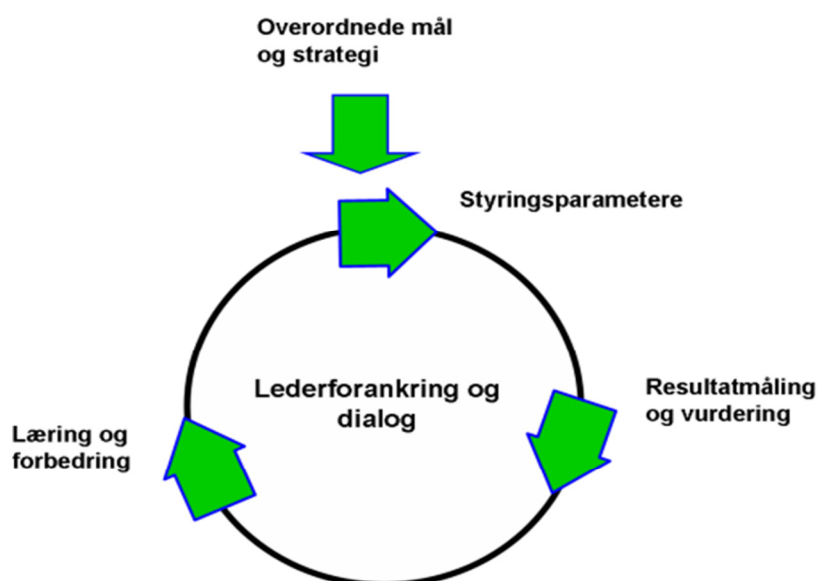 Overordnede mål
og strategi
Styringsparametere
Lederforankring og
dialog
Resultatmåling
og vurdering
Læring og
forbedring